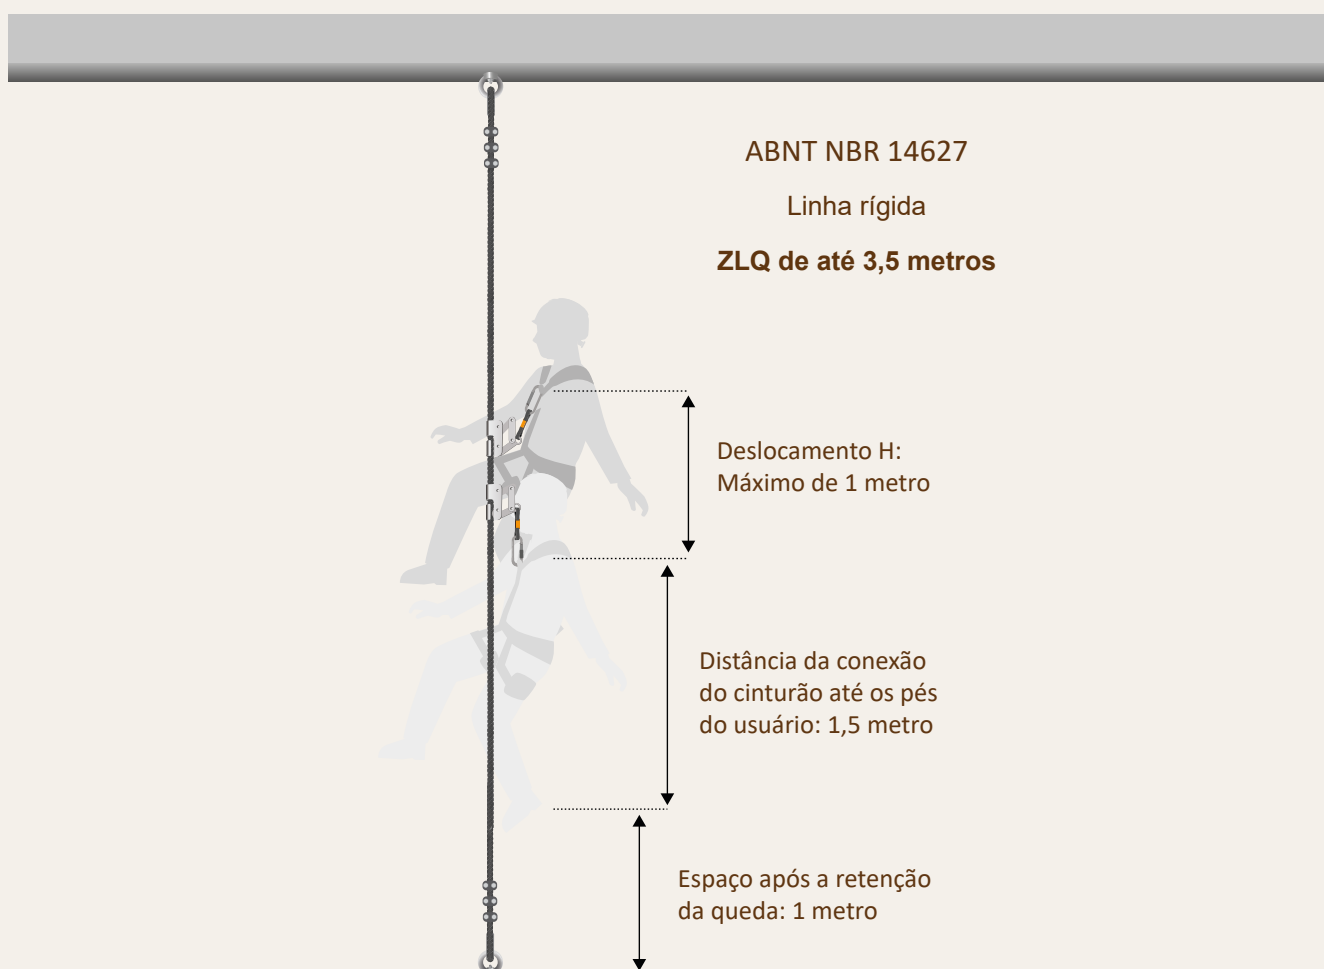 ABNT NBR 14627
Linha rígida
ZLQ de até 3,5 metros
Deslocamento H:
Máximo de 1 metro
Distância da conexão
do cinturão até os pés
do usuário: 1,5 metro
Espaço após a retenção
da queda: 1 metro